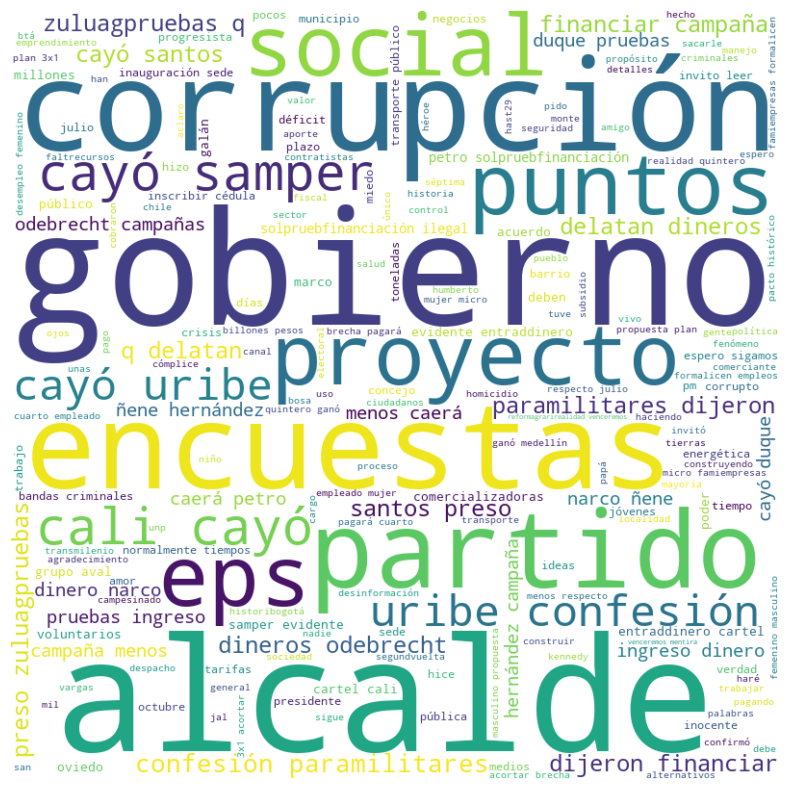 zuluagpruebas q
pocos
municipio
negocios
hecho
btá
emprendimiento
progresista
social
financiar campaña
cayó santos
duque pruebas
sacarle
manejo
plan 3x1
han
propósito
criminales
millones
inauguración sede
detalles
invito leer
transporte público
famiempresas formalicen
corrupción
desempleo femenino
aclaro
galán
valor
déficit
héroe
hast29
pido
monte
amigo
julio
aporte
seguridad
espero
plazo
faltrecursos
hizo
contratistas
petro solpruebfinanciación
realidad quintero
cayó samper
miedo
historia
séptima
puntos
público
inscribir cédula
fiscal
único
chile
control
cobraron
odebrecht campañas
sector
solpruebfinanciación ilegal
acuerdo
delatan dineros
gobierno
salud
pueblo
toneladas
marco
barrio
pacto histórico
humberto
mujer micro
días
deben
subsidio
tuve
vivo
ojos
crisis
billones pesos
brecha pagará
evidente entraddinero
propuesta plan
gente
política
pago
electoral
proyecto
q delatan
canal
espero sigamos
fenómeno
unas
cómplice
comerciante
formalicen empleos
cayó uribe
cuarto empleado
uso
concejo
respecto julio
homicidio
pm
corrupto
bosa
quintero ganó
ciudadanos
menos caerá
paramilitares dijeron
ñene hernández
reformagrarirealidad venceremos
haciendo
invitó
encuestas
ganó medellín
tierras
energética
cayó duque
niño
construyendo
proceso
papá
micro famiempresas
mayoría
trabajo
bandas criminales
caerá petro
empleado mujer
comercializadoras
narco ñene
jóvenes
poder
tiempo
cargo
santos preso
pagará cuarto
transporte
localidad
cali cayó
unp
partido
transmilenio
normalmente tiempos
ideas
agradecimiento
grupo aval
eps
desinformación
menos respecto
preso zuluagpruebas
dinero narco
amor
campesinado
historibogotá
uribe confesión
hernández campaña
pruebas ingreso
samper evidente
nadie
sede
entraddinero cartel
voluntarios
construir
venceremos mentira
femenino masculino
campaña menos
dineros odebrecht
ingreso dinero
alcalde
despacho
sociedad
segundvuelta
kennedy
masculino propuesta
tarifas
verdad
vargas
general
cartel cali
hice
haré
trabajar
3x1 acortar
octubre
presidente
pagando
mil
jal
sigue
pública
palabras
inocente
confirmó
debe
san
oviedo
confesión paramilitares
medios
acortar brecha
dijeron financiar
alternativos